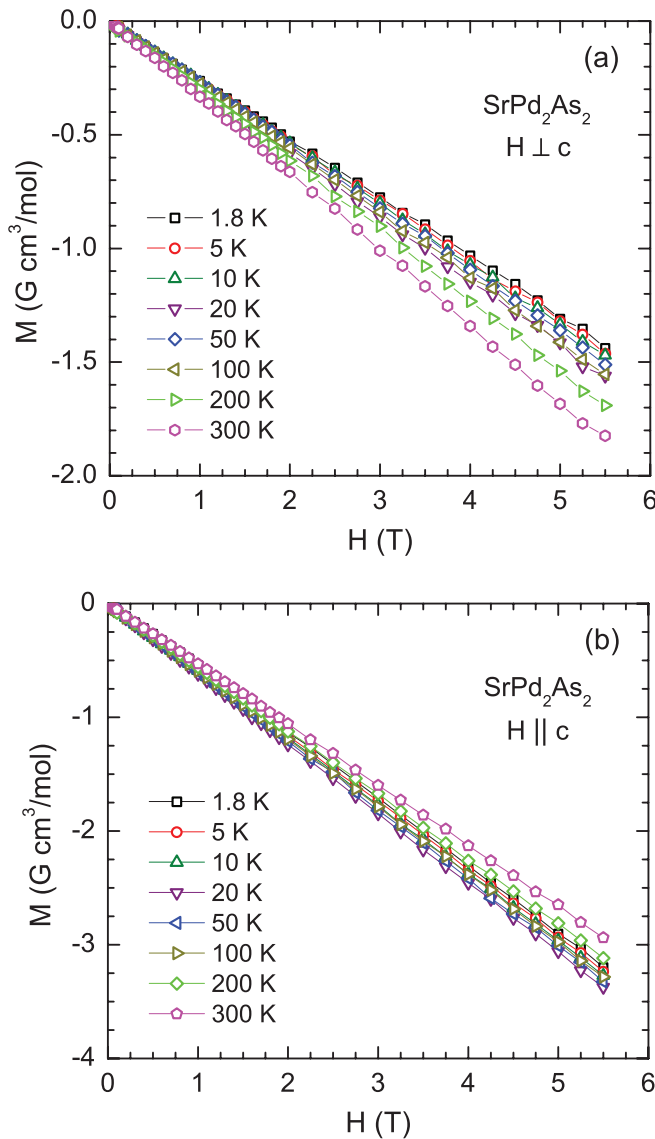 0.0
-0.5
-1.0
-1.5
-2.0
M (G cm³/mol)
(a)
SrPd₂As₂
H ⊥ c
1.8 K
5 K
10 K
20 K
50 K
100 K
200 K
300 K
0 1 2 3 4 5 6
H (T)
0
-1
-2
-3
-4
M (G cm³/mol)
(b)
SrPd₂As₂
H || c
1.8 K
5 K
10 K
20 K
50 K
100 K
200 K
300 K
0 1 2 3 4 5 6
H (T)